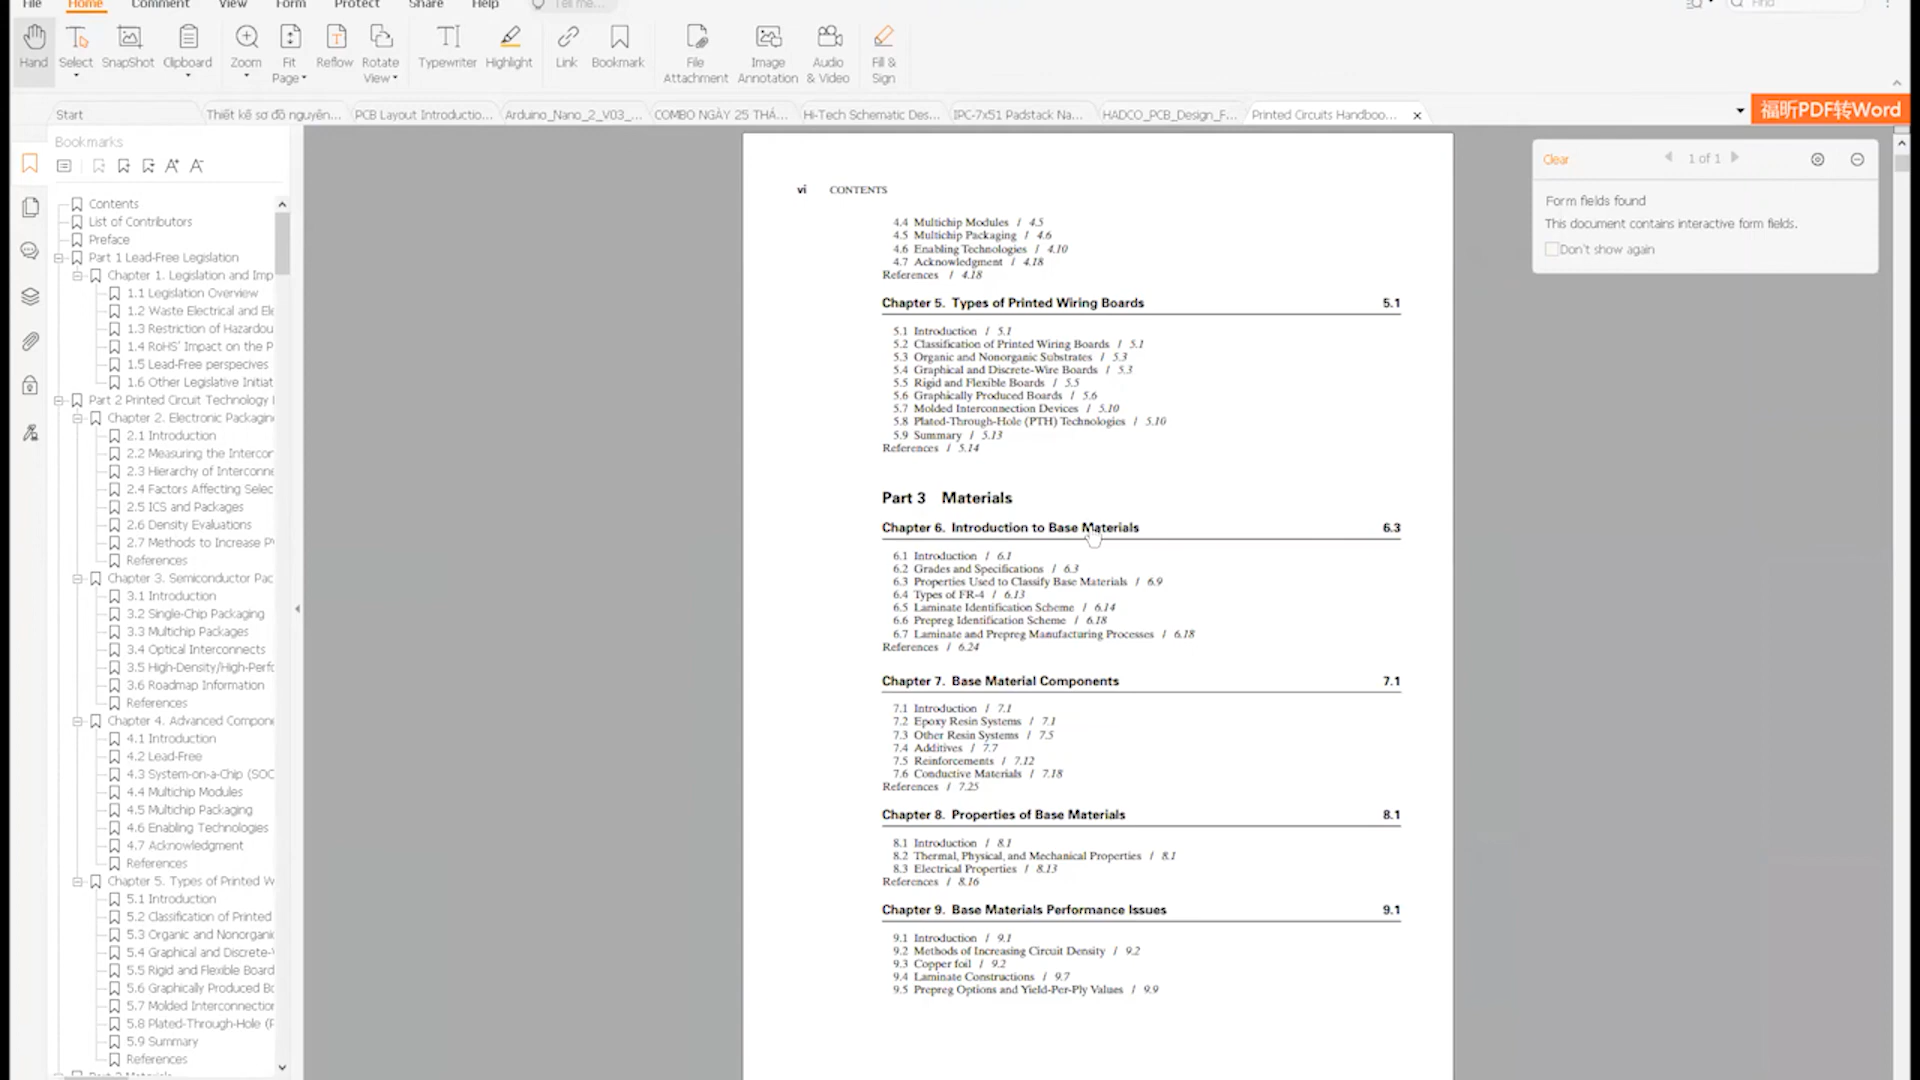 File Home Comment View Form Protect Share Help Tell me... Find
Hand Select SnapShot Clipboard Zoom Fit Page Reflow Rotate View Typewriter Highlight Link Bookmark File Attachment Image Annotation Audio & Video Fill & Sign
Start Thiết kế sơ đồ nguyên... PCB Layout Introductio... Arduino_Nano_2_V03_... COMBO NGÀY 25 THÁ... Hi-Tech Schematic Des... IPC-7x51 Padstack Na... HADCO_PCB_Design_F... Printed Circuits Handboo... 福昕PDF转Word
Bookmarks
Contents
List of Contributors
Preface
Part 1 Lead-Free Legislation
Chapter 1. Legislation and Imp
1.1 Legislation Overview
1.2 Waste Electrical and Ele
1.3 Restriction of Hazardou
1.4 RoHS' Impact on the P
1.5 Lead-Free perspectives
1.6 Other Legislative Initiat
Part 2 Printed Circuit Technology
Chapter 2. Electronic Packagin
2.1 Introduction
2.2 Measuring the Intercor
2.3 Hierarchy of Interconne
2.4 Factors Affecting Selec
2.5 ICS and Packages
2.6 Density Evaluations
2.7 Methods to Increase P
References
Chapter 3. Semiconductor Pac
3.1 Introduction
3.2 Single-Chip Packaging
3.3 Multichip Packages
3.4 Optical Interconnects
3.5 High-Density/High-Perfo
3.6 Roadmap Information
References
Chapter 4. Advanced Compone
4.1 Introduction
4.2 Lead-Free
4.3 System-on-a-Chip (SOC
4.4 Multichip Modules
4.5 Multichip Packaging
4.6 Enabling Technologies
4.7 Acknowledgment
References
Chapter 5. Types of Printed W
5.1 Introduction
5.2 Classification of Printed
5.3 Organic and Nonorganic
5.4 Graphical and Discrete-
5.5 Rigid and Flexible Board
5.6 Graphically Produced Bo
5.7 Molded Interconnection
5.8 Plated-Through-Hole (P
5.9 Summary
References
vi CONTENTS
4.4 Multichip Modules / 4.5
4.5 Multichip Packaging / 4.6
4.6 Enabling Technologies / 4.10
4.7 Acknowledgment / 4.18
References / 4.18
Chapter 5. Types of Printed Wiring Boards 5.1
5.1 Introduction / 5.1
5.2 Classification of Printed Wiring Boards / 5.1
5.3 Organic and Nonorganic Substrates / 5.3
5.4 Graphical and Discrete-Wire Boards / 5.3
5.5 Rigid and Flexible Boards / 5.5
5.6 Graphically Produced Boards / 5.6
5.7 Molded Interconnection Devices / 5.10
5.8 Plated-Through-Hole (PTH) Technologies / 5.10
5.9 Summary / 5.13
References / 5.14
Part 3 Materials
Chapter 6. Introduction to Base Materials 6.3
6.1 Introduction / 6.1
6.2 Grades and Specifications / 6.3
6.3 Properties Used to Classify Base Materials / 6.9
6.4 Types of FR-4 / 6.13
6.5 Laminate Identification Scheme / 6.14
6.6 Prepreg Identification Scheme / 6.18
6.7 Laminate and Prepreg Manufacturing Processes / 6.18
References / 6.24
Chapter 7. Base Material Components 7.1
7.1 Introduction / 7.1
7.2 Epoxy Resin Systems / 7.1
7.3 Other Resin Systems / 7.5
7.4 Additives / 7.7
7.5 Reinforcements / 7.12
7.6 Conductive Materials / 7.18
References / 7.25
Chapter 8. Properties of Base Materials 8.1
8.1 Introduction / 8.1
8.2 Thermal, Physical, and Mechanical Properties / 8.1
8.3 Electrical Properties / 8.13
References / 8.16
Chapter 9. Base Materials Performance Issues 9.1
9.1 Introduction / 9.1
9.2 Methods of Increasing Circuit Density / 9.2
9.3 Copper foil / 9.2
9.4 Laminate Constructions / 9.7
9.5 Prepreg Options and Yield-Per-Ply Values / 9.9
Clear 1 of 1
Form fields found
This document contains interactive form fields.
Don't show again